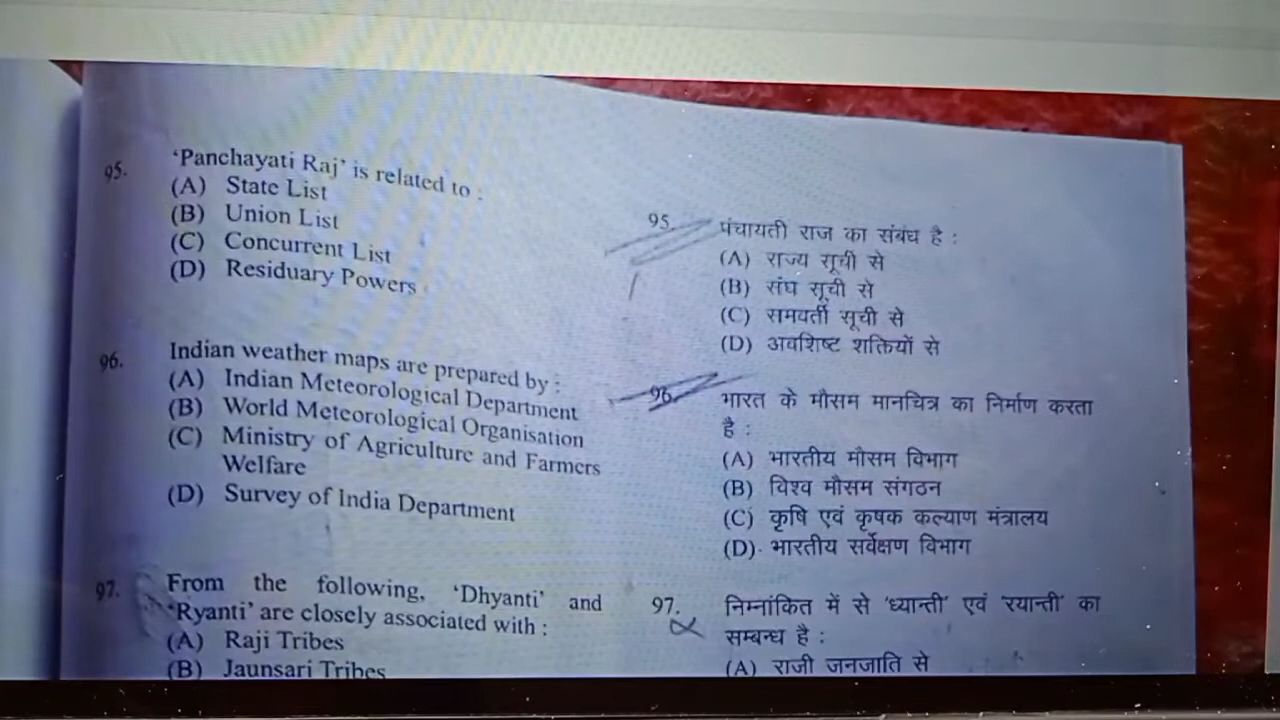 95. 'Panchayati Raj' is related to :
(A) State List
(B) Union List
(C) Concurrent List
(D) Residuary Powers
96. Indian weather maps are prepared by :
(A) Indian Meteorological Department
(B) World Meteorological Organisation
(C) Ministry of Agriculture and Farmers
Welfare
(D) Survey of India Department
97. From the following, 'Dhyanti' and
'Ryanti' are closely associated with :
(A) Raji Tribes
(B) Jaunsari Tribes
95. पंचायती राज का संबंध है :
(A) राज्य सूची से
(B) संघ सूची से
(C) समवर्ती सूची से
(D) अवशिष्ट शक्तियों से
96. भारत के मौसम मानचित्र का निर्माण करता
है :
(A) भारतीय मौसम विभाग
(B) विश्व मौसम संगठन
(C) कृषि एवं कृषक कल्याण मंत्रालय
(D) भारतीय सर्वेक्षण विभाग
97. निम्नांकित में से 'ध्यान्ती' एवं 'रयान्ती' का
सम्बन्ध है :
(A) राजी जनजाति से